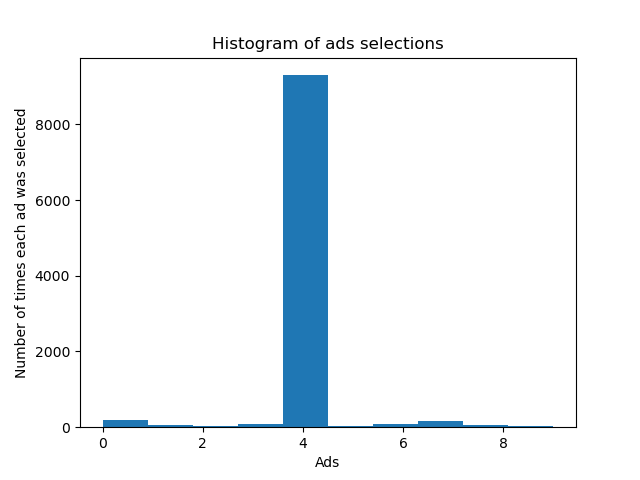 Histogram of ads selections
Number of times each ad was selected
8000
6000
4000
2000
0
0 2 4 6 8
Ads